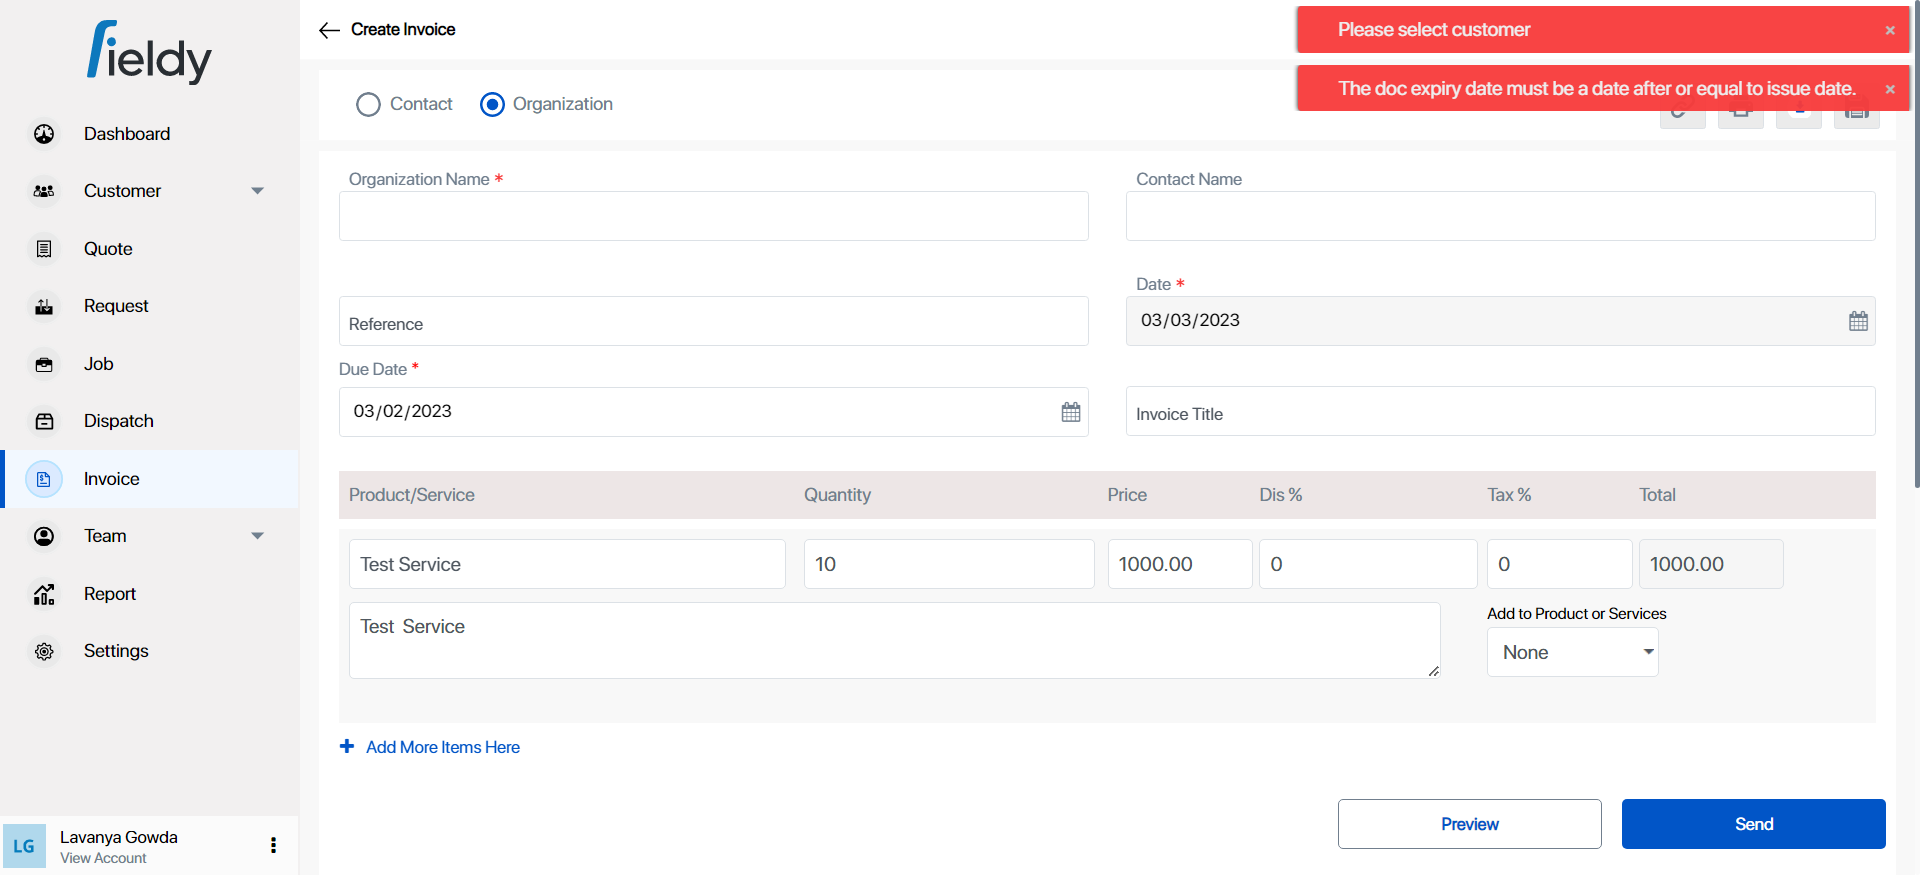 fieldy
Dashboard
Customer
Quote
Request
Job
Dispatch
Invoice
Team
Report
Settings
LG
Lavanya Gowda
View Account
Create Invoice
Please select customer ×
The doc expiry date must be a date after or equal to issue date. ×
Contact Organization
Organization Name *
Contact Name
Reference
Date *
03/03/2023
Due Date *
03/02/2023
Invoice Title
Product/Service Quantity Price Dis % Tax % Total
Test Service 10 1000.00 0 0 1000.00
Test  Service
Add to Product or Services
None
+ Add More Items Here
Preview
Send